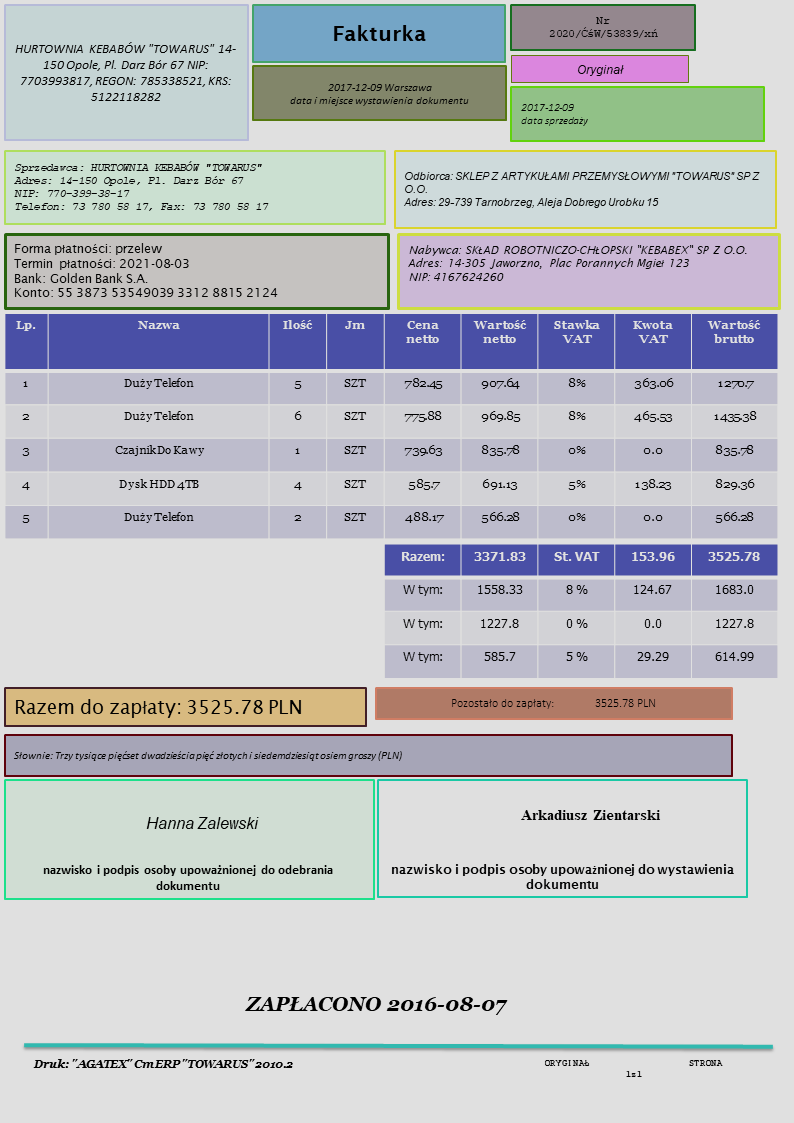 HURTOWNIA KEBABÓW "TOWARUS" 14-
150 Opole, Pl. Darz Bór 67 NIP:
7703993817, REGON: 785338521, KRS:
5122118282
Fakturka
2017-12-09 Warszawa
data i miejsce wystawienia dokumentu
Nr
2020/ĆśW/53839/xń
Oryginał
2017-12-09
data sprzedaży
Sprzedawca: HURTOWNIA KEBABÓW "TOWARUS"
Adres: 14-150 Opole, Pl. Darz Bór 67
NIP: 770-399-38-17
Telefon: 73 780 58 17, Fax: 73 780 58 17
Odbiorca: SKLEP Z ARTYKUŁAMI PRZEMYSŁOWYMI "TOWARUS" SP Z
O.O.
Adres: 29-739 Tarnobrzeg, Aleja Dobrego Urobku 15
Forma płatności: przelew
Termin płatności: 2021-08-03
Bank: Golden Bank S.A.
Konto: 55 3873 53549039 3312 8815 2124
Nabywca: SKŁAD ROBOTNICZO-CHŁOPSKI "KEBABEX" SP Z O.O.
Adres: 14-305 Jaworzno, Plac Porannych Mgieł 123
NIP: 4167624260
Lp. Nazwa Ilość Jm Cena netto Wartość netto Stawka VAT Kwota VAT Wartość brutto
1 Duży Telefon 5 SZT 782.45 907.64 8% 363.06 1270.7
2 Duży Telefon 6 SZT 775.88 969.85 8% 465.53 1435.38
3 Czajnik Do Kawy 1 SZT 739.63 835.78 0% 0.0 835.78
4 Dysk HDD 4TB 4 SZT 585.7 691.13 5% 138.23 829.36
5 Duży Telefon 2 SZT 488.17 566.28 0% 0.0 566.28
Razem: 3371.83 St. VAT 153.96 3525.78
W tym: 1558.33 8 % 124.67 1683.0
W tym: 1227.8 0 % 0.0 1227.8
W tym: 585.7 5 % 29.29 614.99
Razem do zapłaty: 3525.78 PLN
Pozostało do zapłaty: 3525.78 PLN
Słownie: Trzy tysiące pięćset dwadzieścia pięć złotych i siedemdziesiąt osiem groszy (PLN)
Hanna Zalewski
nazwisko i podpis osoby upoważnionej do odebrania
dokumentu
Arkadiusz Zientarski
nazwisko i podpis osoby upoważnionej do wystawienia
dokumentu
ZAPŁACONO 2016-08-07
Druk: "AGATEX" CmERP "TOWARUS" 2010.2
ORYGINAŁ STRONA
1z1